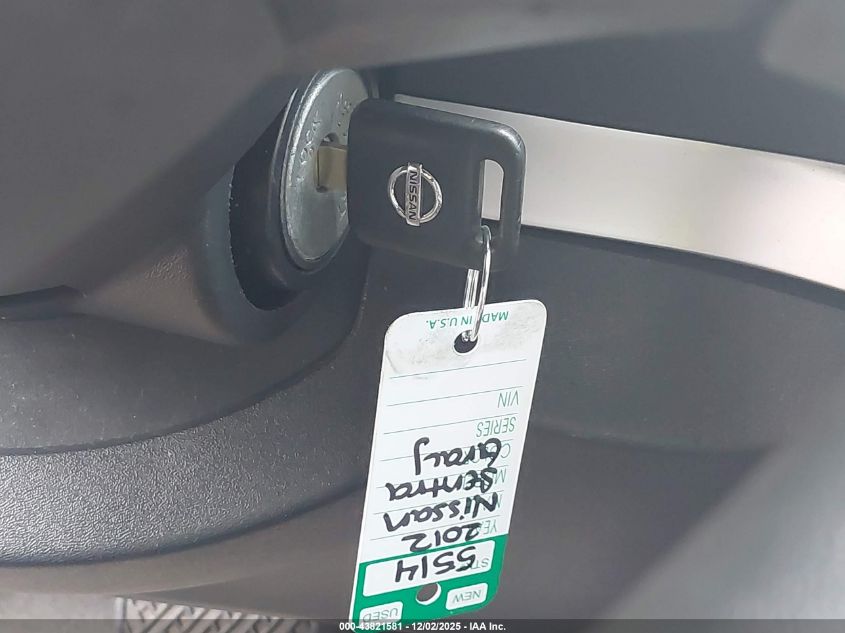 NISSAN
MADE IN U.S.A.
VIN
SERIES
Gray
Sentra
Nissan
2012
5514
NEW
USED
000-43821581 - 12/02/2025 - IAA Inc.